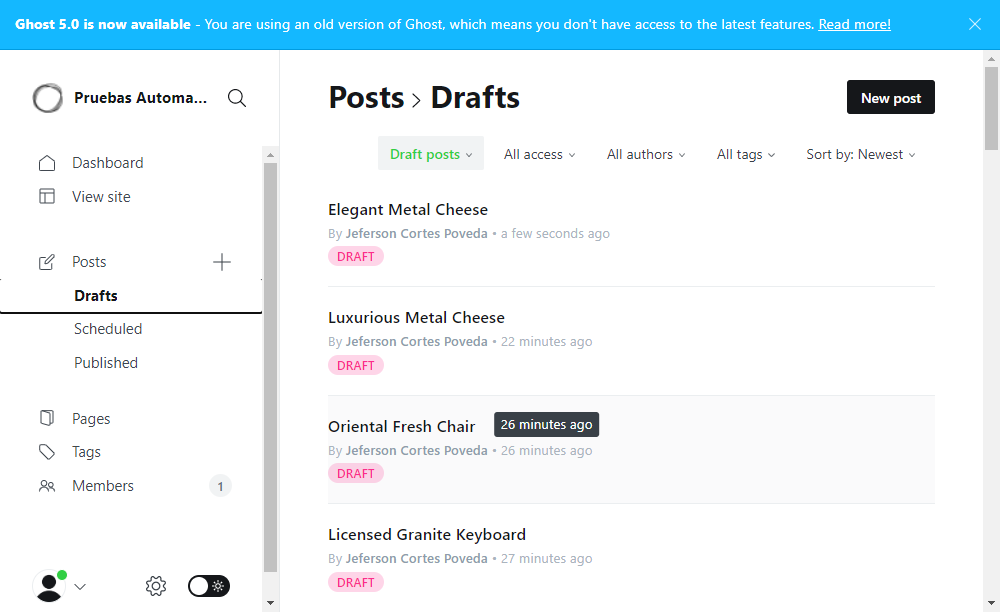 Ghost 5.0 is now available - You are using an old version of Ghost, which means you don't have access to the latest features. Read more!
Pruebas Automa...
Dashboard
View site
Posts
Drafts
Scheduled
Published
Pages
Tags
Members
1
Posts > Drafts
New post
Draft posts
All access
All authors
All tags
Sort by: Newest
Elegant Metal Cheese
By Jeferson Cortes Poveda • a few seconds ago
DRAFT
Luxurious Metal Cheese
By Jeferson Cortes Poveda • 22 minutes ago
DRAFT
Oriental Fresh Chair
26 minutes ago
By Jeferson Cortes Poveda • 26 minutes ago
DRAFT
Licensed Granite Keyboard
By Jeferson Cortes Poveda • 27 minutes ago
DRAFT